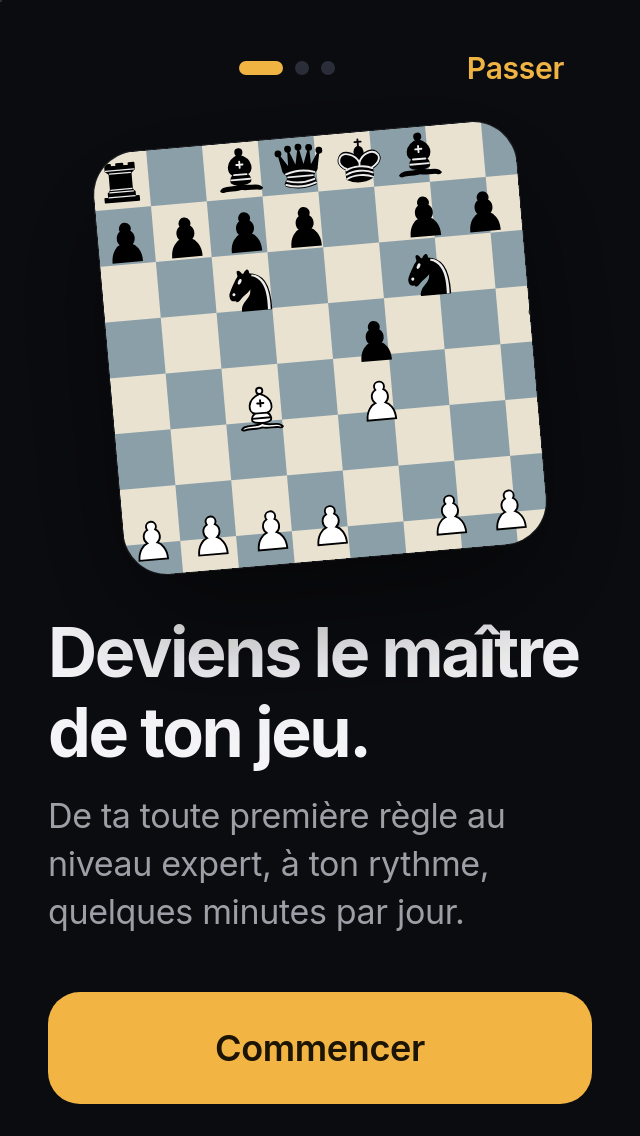 Passer
Deviens le maître
de ton jeu.
De ta toute première règle au
niveau expert, à ton rythme,
quelques minutes par jour.
Commencer